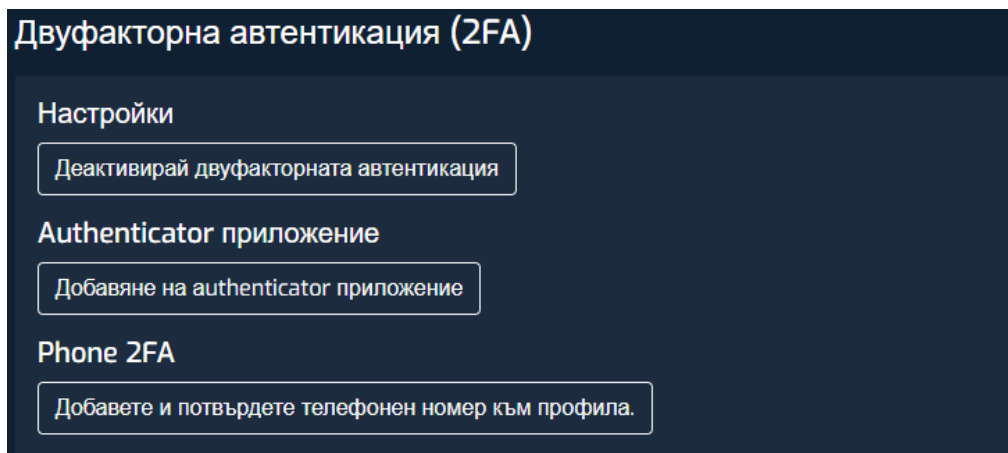 Двуфакторна автентикация (2FA)
Настройки
Деактивирай двуфакторната автентикация
Authenticator приложение
Добавяне на authenticator приложение
Phone 2FA
Добавете и потвърдете телефонен номер към профила.